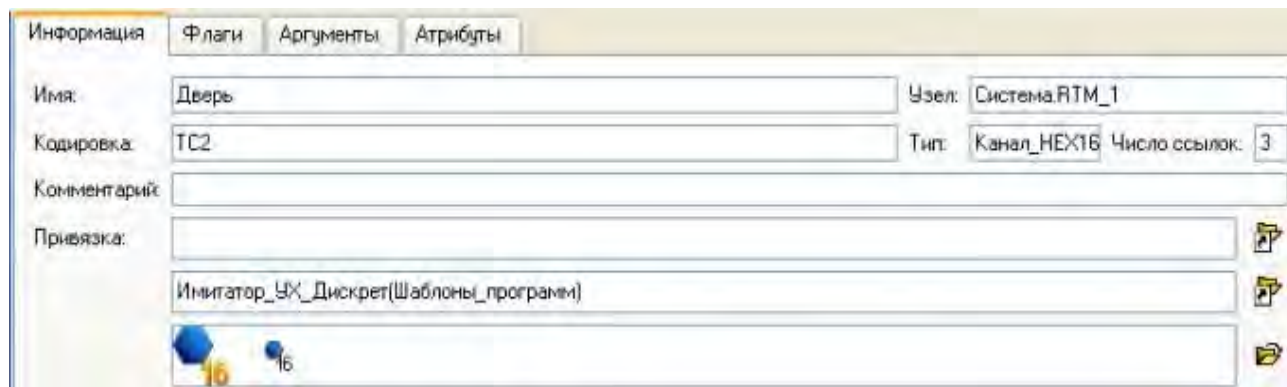 Информация Флаги Аргументы Атрибуты
Имя: Дверь Узел: Система.RTM_1
Кодировка: ТС2 Тип: Канал_HEX16 Число ссылок: 3
Комментарий:
Привязка:
Имитатор_УХ_Дискрет(Шаблоны_программ)
16 16